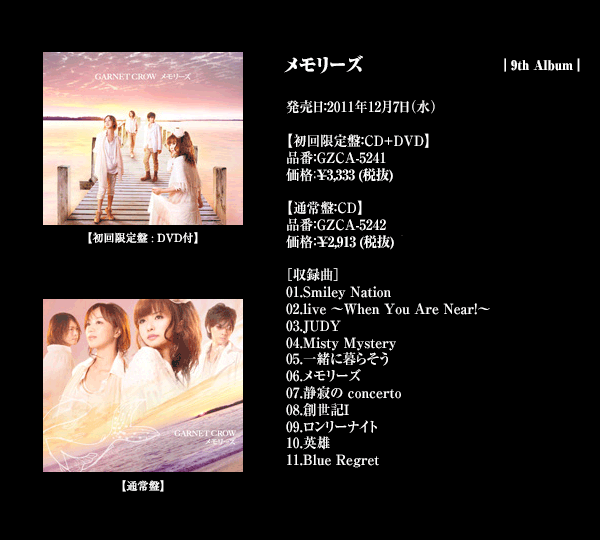 メモリーズ
| 9th Album |
発売日:2011年12月7日(水)
【初回限定盤:CD+DVD】
品番:GZCA-5241
価格:¥3,333 (税抜)
【通常盤:CD】
品番:GZCA-5242
価格:¥2,913 (税抜)
[収録曲]
01.Smiley Nation
02.live ～When You Are Near!～
03.JUDY
04.Misty Mystery
05.一緒に暮らそう
06.メモリーズ
07.静寂の concerto
08.創世記I
09.ロンリーナイト
10.英雄
11.Blue Regret
GARNET CROW メモリーズ
【初回限定盤 : DVD付】
GARNET CROW
メモリーズ
【通常盤】